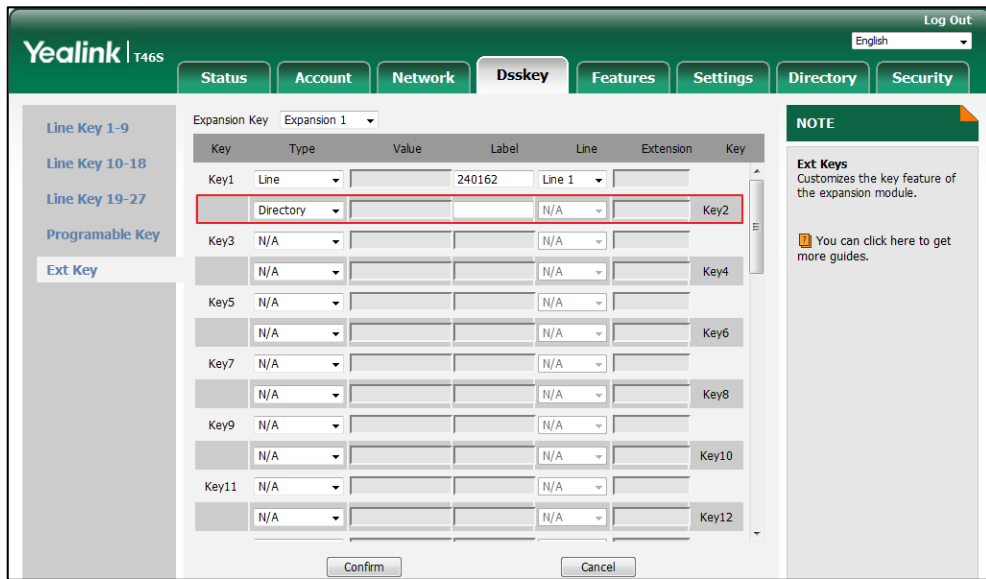 Log Out
Yealink T46S
English
Status Account Network Dsskey Features Settings Directory Security
Line Key 1-9
Line Key 10-18
Line Key 19-27
Programable Key
Ext Key
Expansion Key Expansion 1
Key Type Value Label Line Extension Key
Key1 Line 240162 Line 1
Directory N/A Key2
Key3 N/A N/A
N/A N/A Key4
Key5 N/A N/A
N/A N/A Key6
Key7 N/A N/A
N/A N/A Key8
Key9 N/A N/A
N/A N/A Key10
Key11 N/A N/A
N/A N/A Key12
Confirm Cancel
NOTE
Ext Keys
Customizes the key feature of
the expansion module.
You can click here to get
more guides.